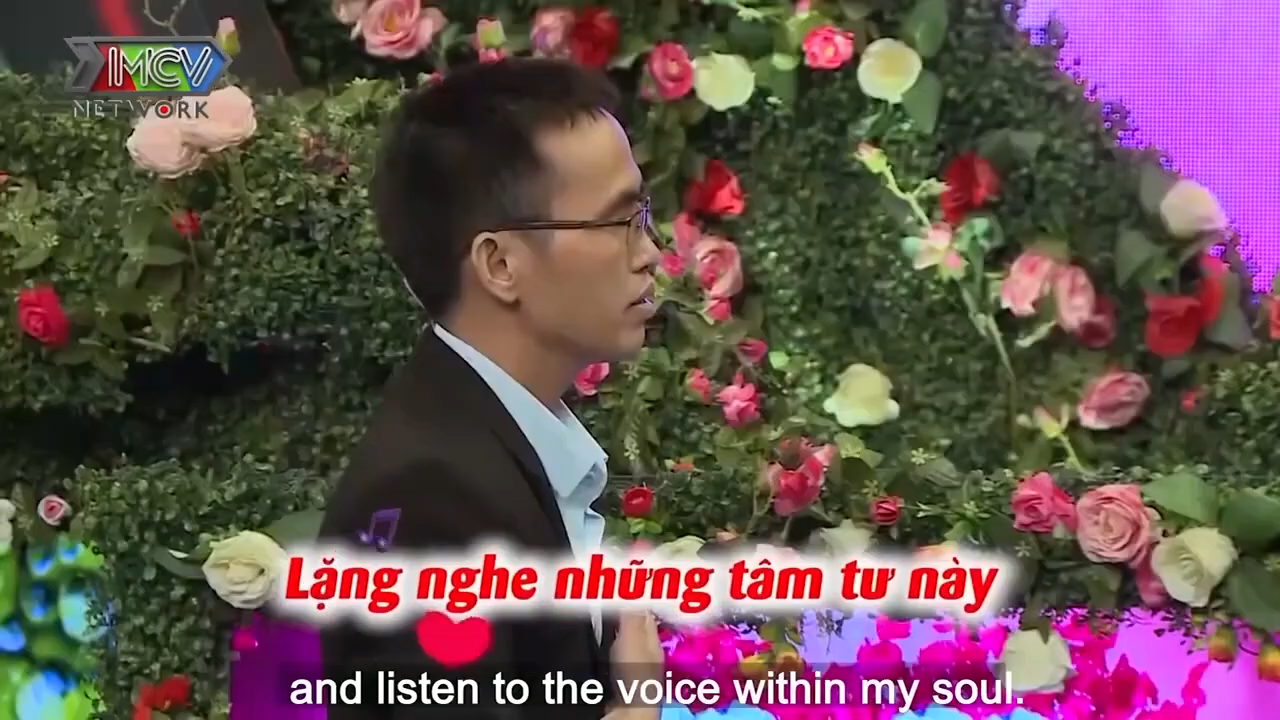 MCV
NETWORK
Lặng nghe những tâm tư này
and listen to the voice within my soul.